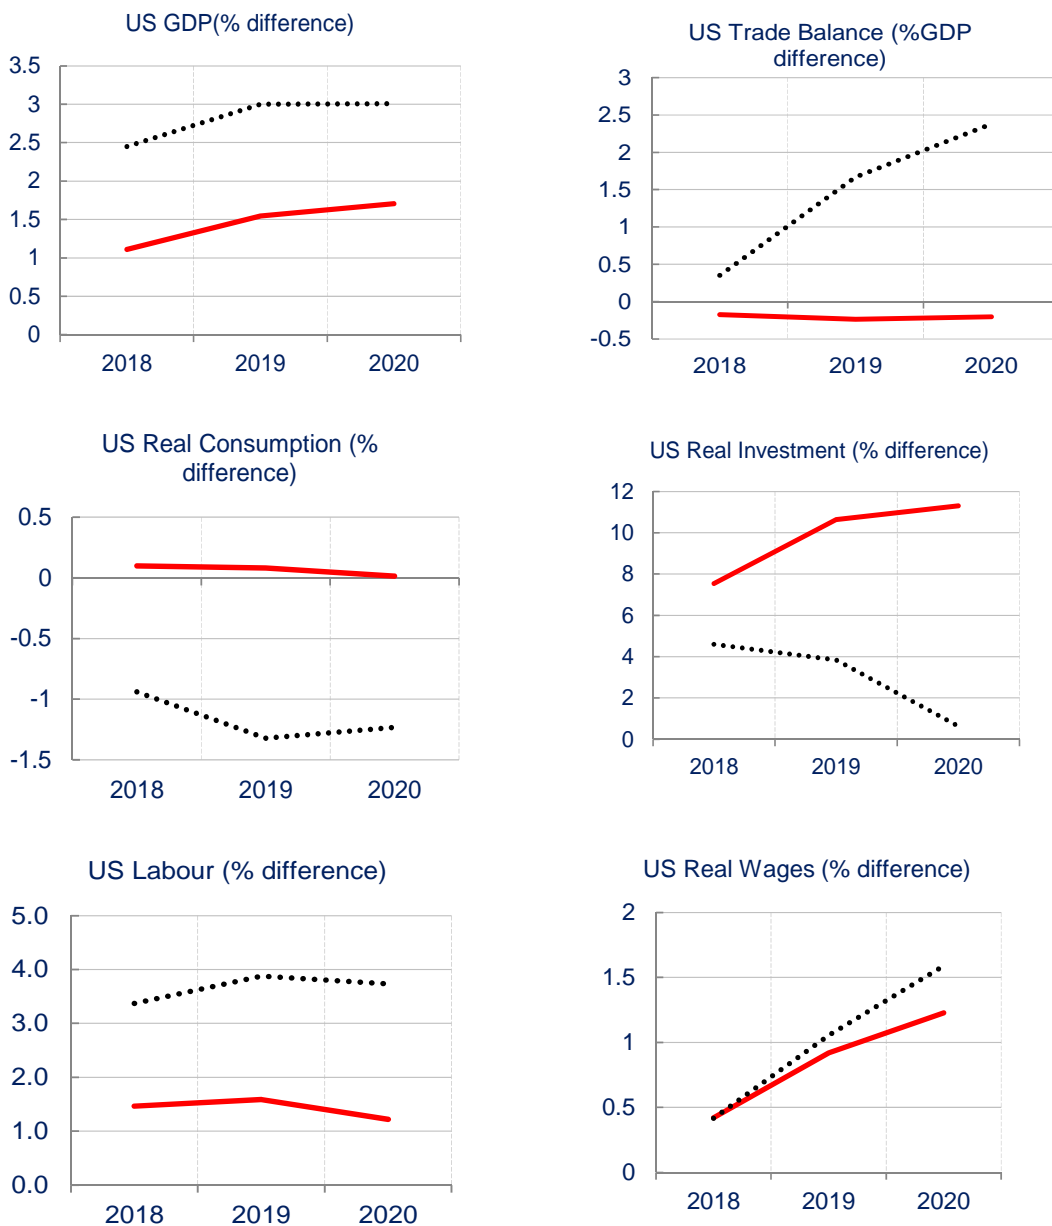 US GDP(% difference)
3.5
3
2.5
2
1.5
1
0.5
0
2018 2019 2020
US Trade Balance (%GDP
difference)
3
2.5
2
1.5
1
0.5
0
-0.5
2018 2019 2020
US Real Consumption (%
difference)
0.5
0
-0.5
-1
-1.5
2018 2019 2020
US Real Investment (% difference)
12
10
8
6
4
2
0
2018 2019 2020
US Labour (% difference)
5.0
4.0
3.0
2.0
1.0
0.0
2018 2019 2020
US Real Wages (% difference)
2
1.5
1
0.5
0
2018 2019 2020